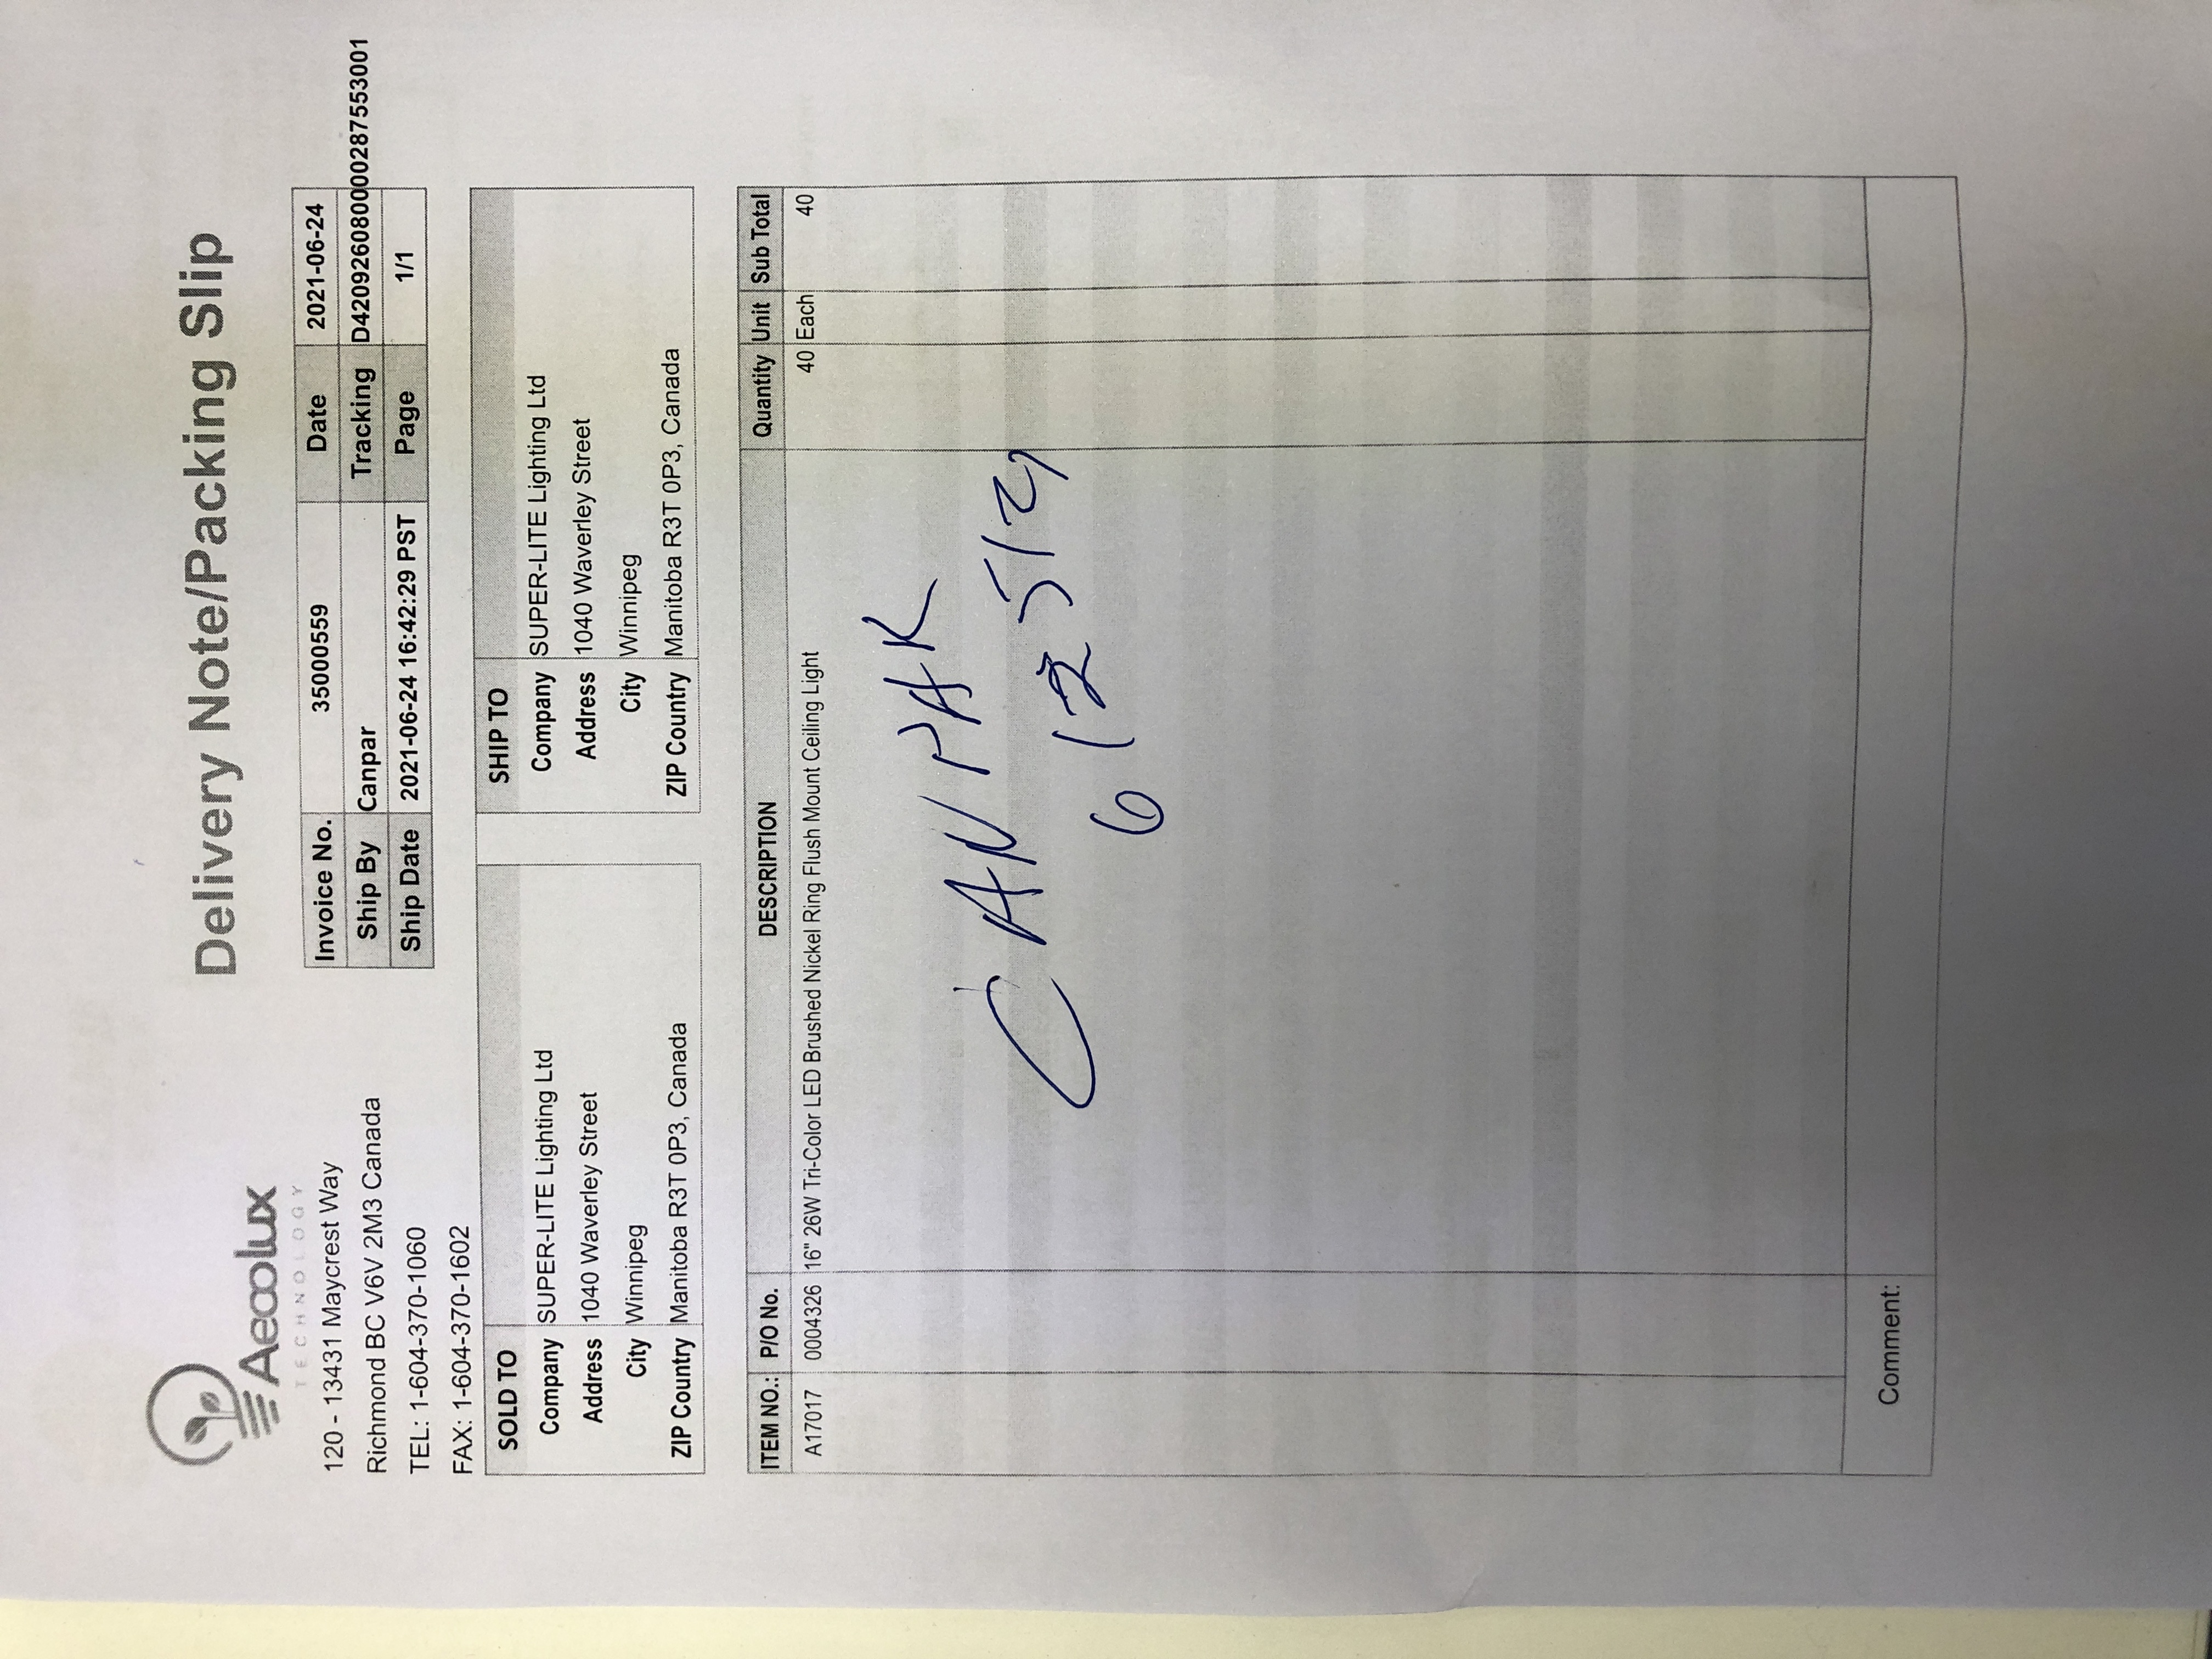 Aeoolux
TECHNOLOGY
120 - 13431 Maycrest Way
Richmond BC V6V 2M3 Canada
TEL: 1-604-370-1060
FAX: 1-604-370-1602
Delivery Note/Packing Slip
Invoice No. 35000559 Date 2021-06-24
Ship By Canpar Tracking D4209260800000287553001
Ship Date 2021-06-24 16:42:29 PST Page 1/1
SOLD TO
Company SUPER-LITE Lighting Ltd
Address 1040 Waverley Street
City Winnipeg
ZIP Country Manitoba R3T 0P3, Canada
SHIP TO
Company SUPER-LITE Lighting Ltd
Address 1040 Waverley Street
City Winnipeg
ZIP Country Manitoba R3T 0P3, Canada
ITEM NO.: P/O No. DESCRIPTION Quantity Unit Sub Total
A17017 0004326 16" 26W Tri-Color LED Brushed Nickel Ring Flush Mount Ceiling Light 40 Each 40
CAN PAK
Comment: